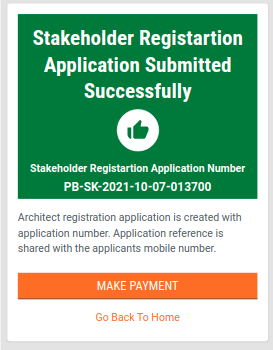 Stakeholder Registartion
Application Submitted
Successfully
Stakeholder Registartion Application Number
PB-SK-2021-10-07-013700
Architect registration application is created with
application number. Application reference is
shared with the applicants mobile number.
MAKE PAYMENT
Go Back To Home